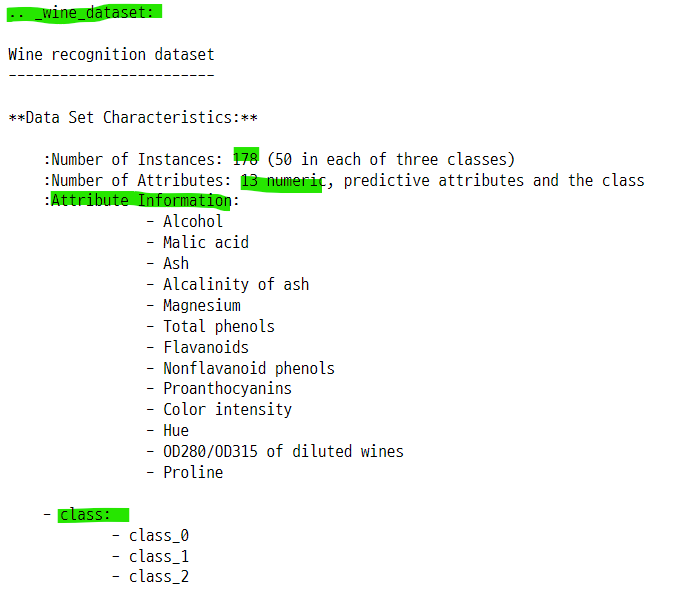 .. _wine_dataset:
Wine recognition dataset
------------------------
**Data Set Characteristics:**
:Number of Instances: 178 (50 in each of three classes)
:Number of Attributes: 13 numeric, predictive attributes and the class
:Attribute Information:
- Alcohol
- Malic acid
- Ash
- Alcalinity of ash
- Magnesium
- Total phenols
- Flavanoids
- Nonflavanoid phenols
- Proanthocyanins
- Color intensity
- Hue
- OD280/OD315 of diluted wines
- Proline
- class:
- class_0
- class_1
- class_2